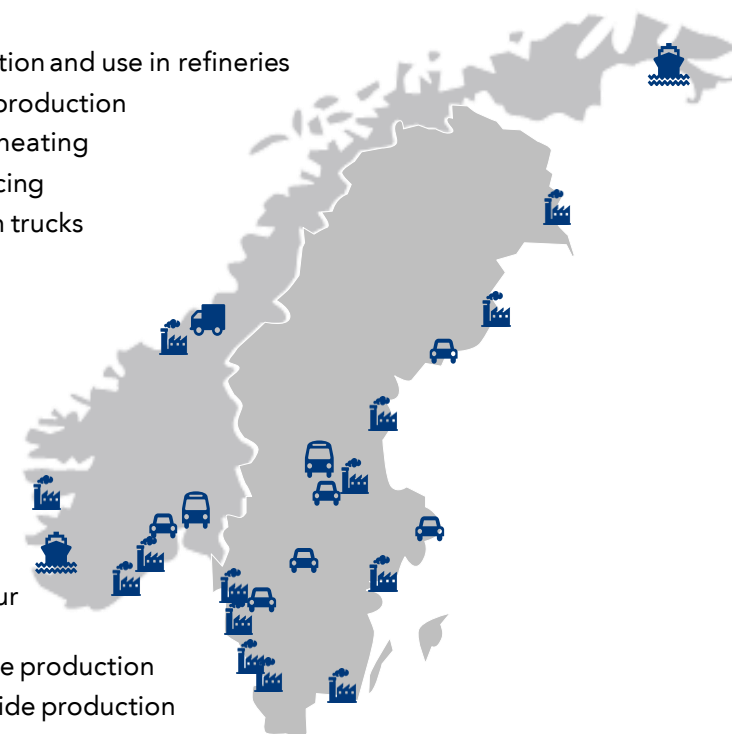 tion and use in refineries
production
heating
cing
n trucks
ur
e production
ide production